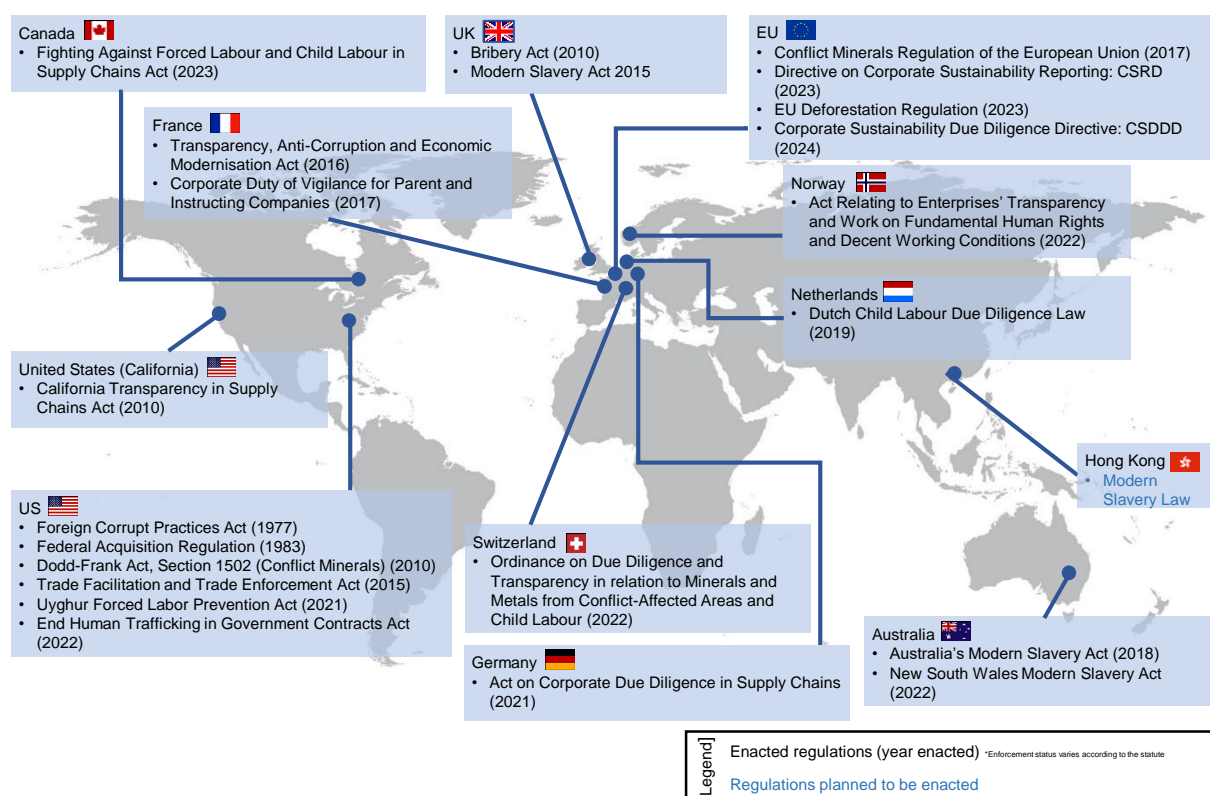 Canada
• Fighting Against Forced Labour and Child Labour in
Supply Chains Act (2023)
UK
• Bribery Act (2010)
• Modern Slavery Act 2015
EU
• Conflict Minerals Regulation of the European Union (2017)
• Directive on Corporate Sustainability Reporting: CSRD
(2023)
• EU Deforestation Regulation (2023)
• Corporate Sustainability Due Diligence Directive: CSDDD
(2024)
France
• Transparency, Anti-Corruption and Economic
Modernisation Act (2016)
• Corporate Duty of Vigilance for Parent and
Instructing Companies (2017)
Norway
• Act Relating to Enterprises' Transparency
and Work on Fundamental Human Rights
and Decent Working Conditions (2022)
Netherlands
• Dutch Child Labour Due Diligence Law
(2019)
United States (California)
• California Transparency in Supply
Chains Act (2010)
Hong Kong
• Modern
Slavery Law
US
• Foreign Corrupt Practices Act (1977)
• Federal Acquisition Regulation (1983)
• Dodd-Frank Act, Section 1502 (Conflict Minerals) (2010)
• Trade Facilitation and Trade Enforcement Act (2015)
• Uyghur Forced Labor Prevention Act (2021)
• End Human Trafficking in Government Contracts Act
(2022)
Switzerland
• Ordinance on Due Diligence and
Transparency in relation to Minerals and
Metals from Conflict-Affected Areas and
Child Labour (2022)
Germany
• Act on Corporate Due Diligence in Supply Chains
(2021)
Australia
• Australia's Modern Slavery Act (2018)
• New South Wales Modern Slavery Act
(2022)
Legend]
Enacted regulations (year enacted) *Enforcement status varies according to the statute
Regulations planned to be enacted